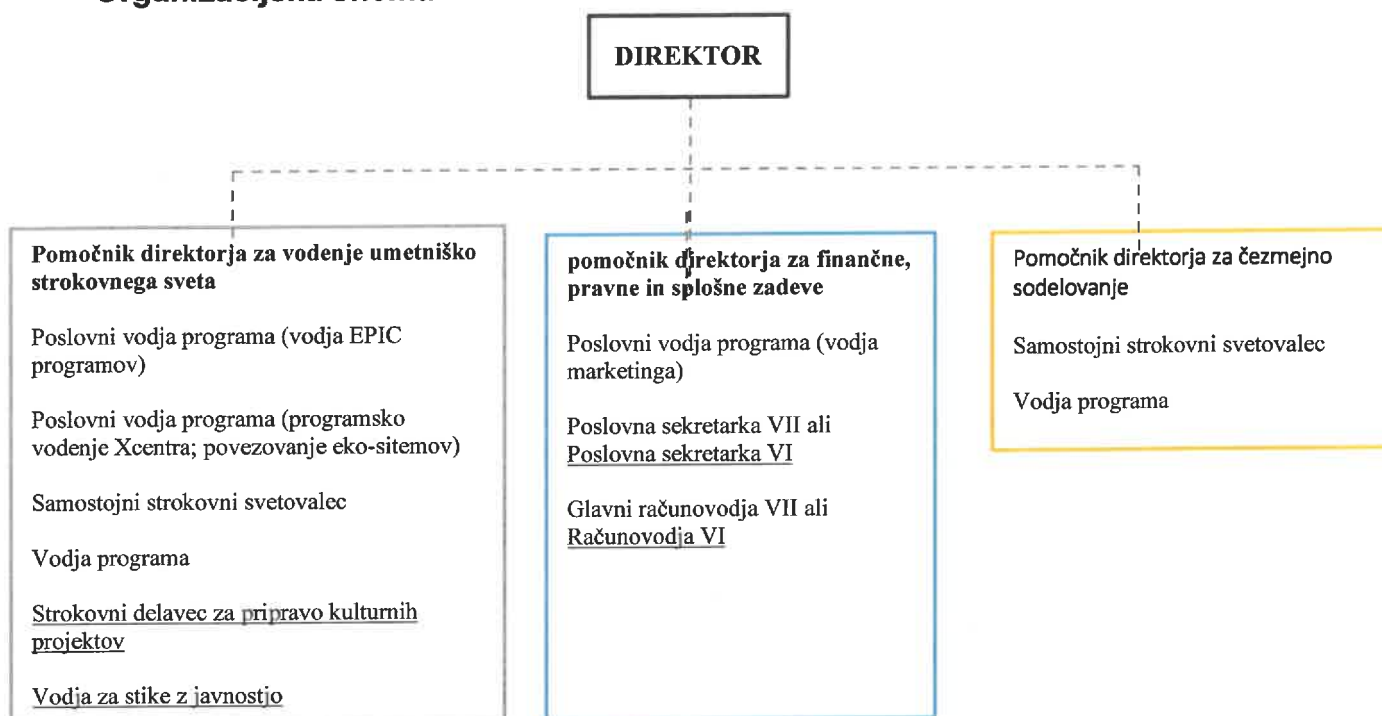 DIREKTOR
Pomočnik direktorja za vodenje umetniško
strokovnega sveta
Poslovni vodja programa (vodja EPIC
programov)
Poslovni vodja programa (programsko
vodenje Xcentra; povezovanje eko-sitemov)
Samostojni strokovni svetovalec
Vodja programa
Strokovni delavec za pripravo kulturnih
projektov
Vodja za stike z javnostjo
pomočnik direktorja za finančne,
pravne in splošne zadeve
Poslovni vodja programa (vodja
marketinga)
Poslovna sekretarka VII ali
Poslovna sekretarka VI
Glavni računovodja VII ali
Računovodja VI
Pomočnik direktorja za čezmejno
sodelovanje
Samostojni strokovni svetovalec
Vodja programa